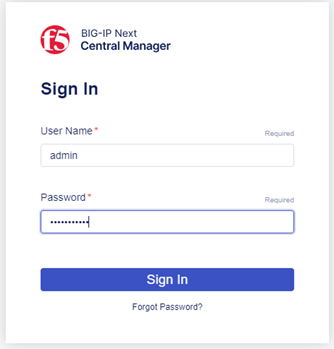 f5
BIG-IP Next
Central Manager
Sign In
User Name*
Required
admin
Password*
Required
•••••••••••
Sign In
Forgot Password?